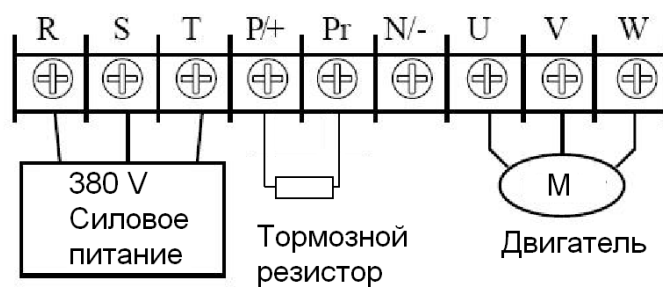 R S T P/+ Pr N/- U V W
380 V
Силовое
питание
Тормозной
резистор
М
Двигатель